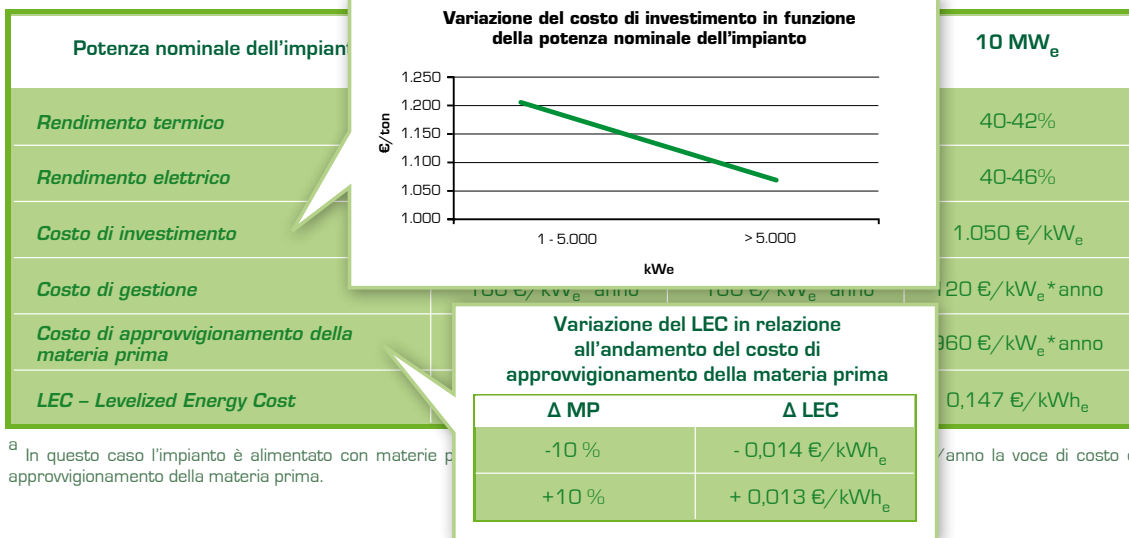 Variazione del costo di investimento in funzione
della potenza nominale dell'impianto
€/ton
1.250
1.200
1.150
1.100
1.050
1.000
1 - 5.000 > 5.000
kWe
Potenza nominale 10 MWe
Rendimento termico 40-42%
Rendimento elettrico 40-46%
Costo di investimento 1.050 €/kWe
Costo di gestione €/kWe*anno
Costo di approvvigionamento della
materia prima €/kWe*anno
LEC – Levelized Energy Cost 0,147 €/kWhe
Variazione del LEC in relazione
all'andamento del costo di
approvvigionamento della materia prima
Δ MP Δ LEC
-10 % - 0,014 €/kWhe
+10 % + 0,013 €/kWhe
a In questo caso l'impianto è alimentato con materie /anno la voce di costo
approvvigionamento della materia prima.